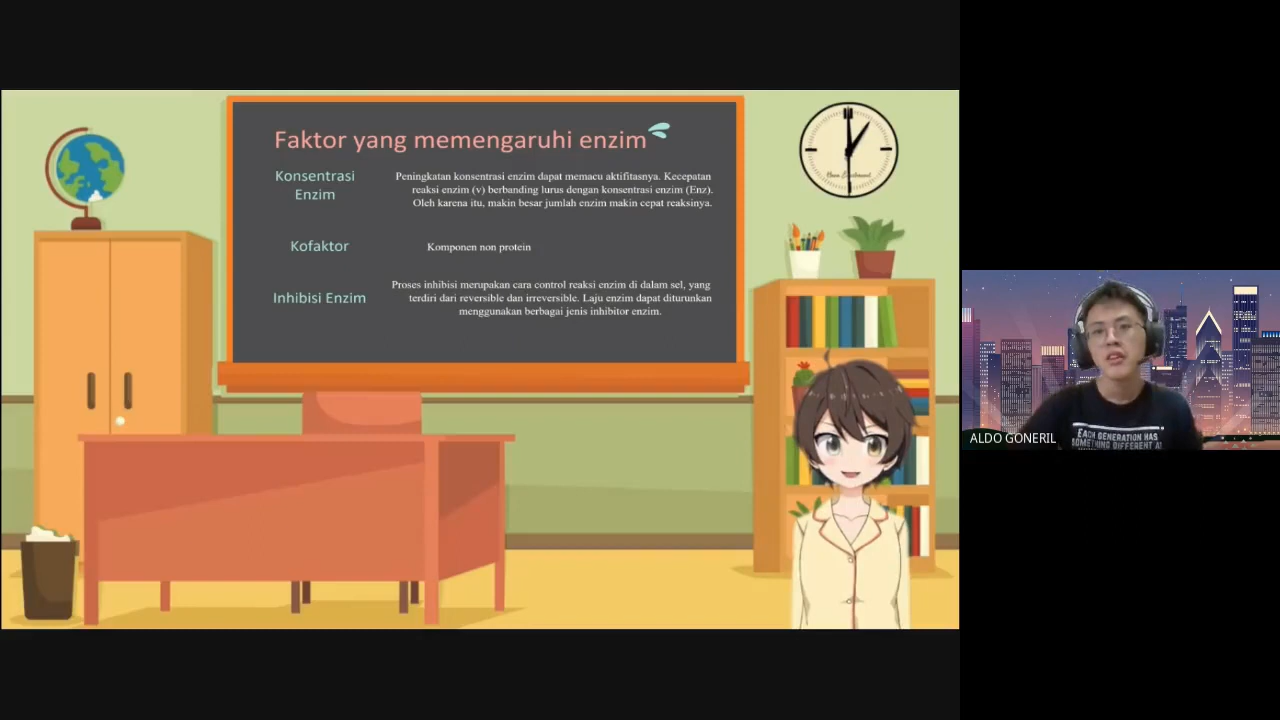 Faktor yang memengaruhi enzim
Konsentrasi
Enzim
Peningkatan konsentrasi enzim dapat memacu aktifitasnya. Kecepatan
reaksi enzim (v) berbanding lurus dengan konsentrasi enzim (Enz).
Oleh karena itu, makin besar jumlah enzim makin cepat reaksinya.
Kofaktor
Komponen non protein
Inhibisi Enzim
Proses inhibisi merupakan cara control reaksi enzim di dalam sel, yang
terdiri dari reversible dan irreversible. Laju enzim dapat diturunkan
menggunakan berbagai jenis inhibitor enzim.
ALDO GONERIL
EACH GENERATION HAS
SOMETHING DIFFERENT AT